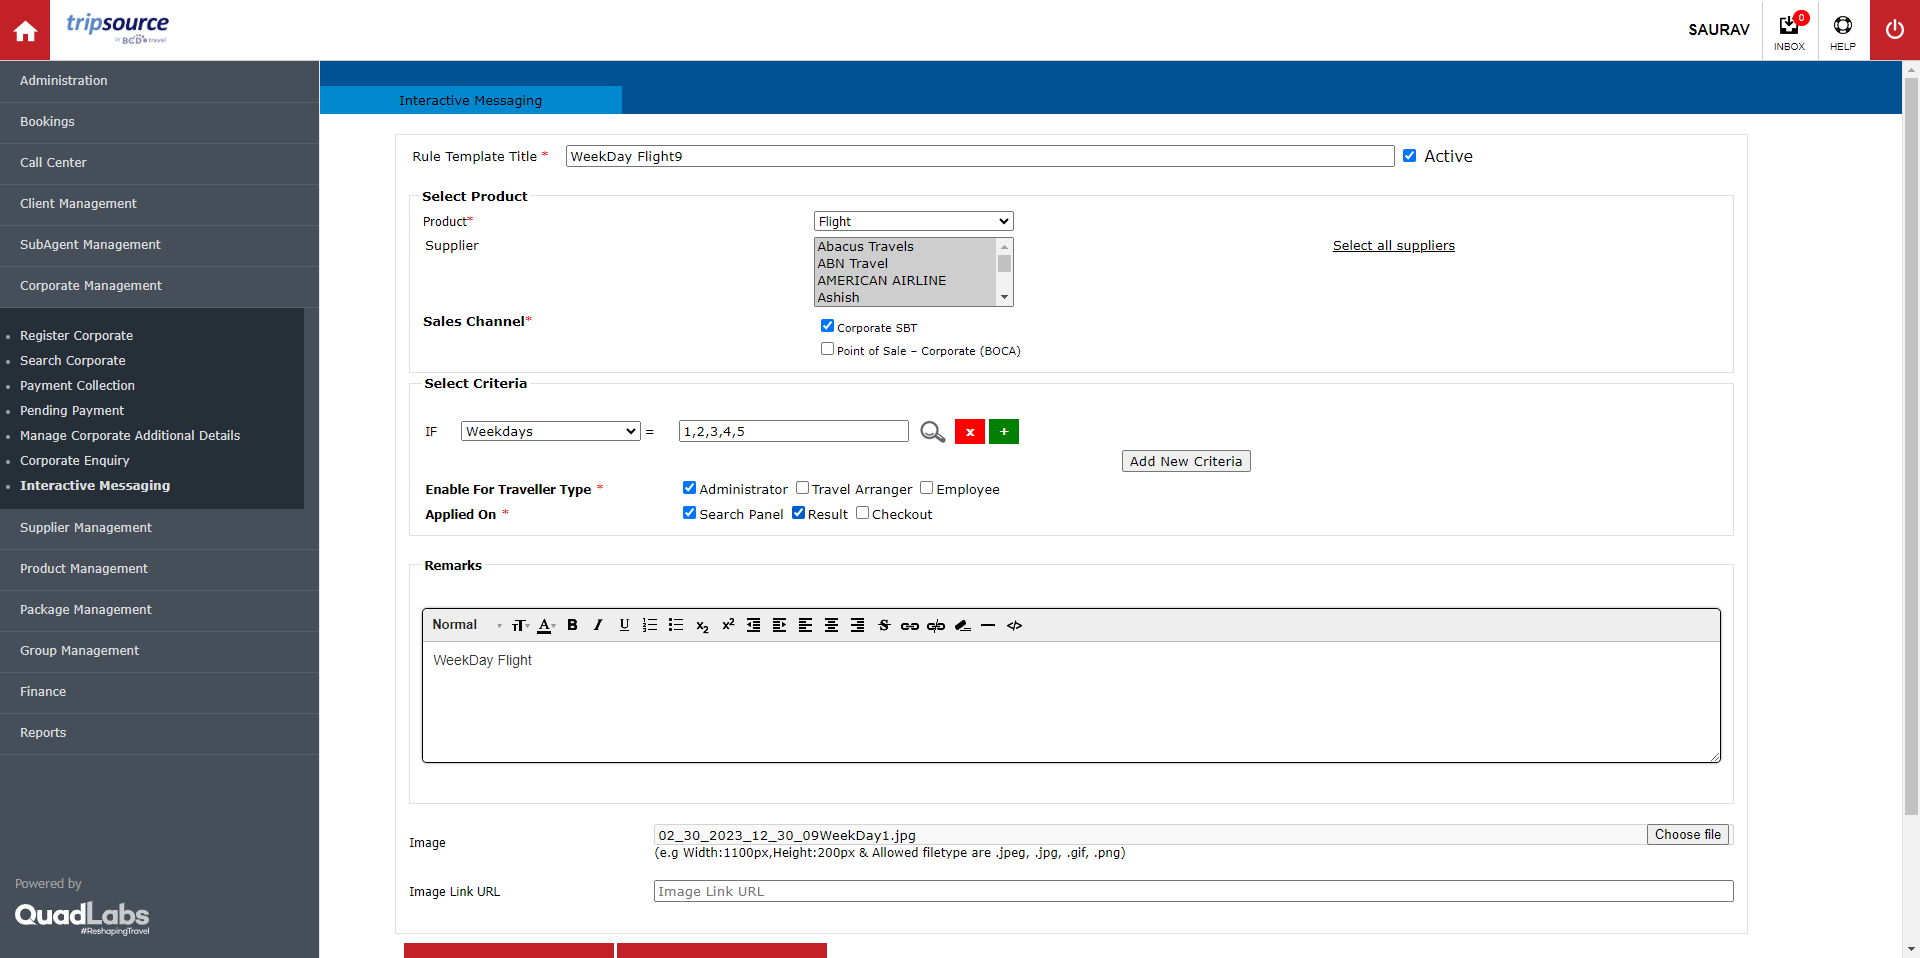 tripsource
by BCD travel
SAURAV
0
INBOX
HELP
Administration
Bookings
Call Center
Client Management
SubAgent Management
Corporate Management
Register Corporate
Search Corporate
Payment Collection
Pending Payment
Manage Corporate Additional Details
Corporate Enquiry
Interactive Messaging
Supplier Management
Product Management
Package Management
Group Management
Finance
Reports
Powered by
QuadLabs
#ReshapingTravel
Interactive Messaging
Rule Template Title * WeekDay Flight9 Active
Select Product
Product* Flight
Supplier Abacus Travels Select all suppliers
ABN Travel
AMERICAN AIRLINE
Ashish
Sales Channel* Corporate SBT
Point of Sale – Corporate (BOCA)
Select Criteria
IF Weekdays = 1,2,3,4,5 x +
Add New Criteria
Enable For Traveller Type * Administrator Travel Arranger Employee
Applied On * Search Panel Result Checkout
Remarks
Normal
WeekDay Flight
Image 02_30_2023_12_30_09WeekDay1.jpg Choose file
(e.g Width:1100px,Height:200px & Allowed filetype are .jpeg, .jpg, .gif, .png)
Image Link URL Image Link URL